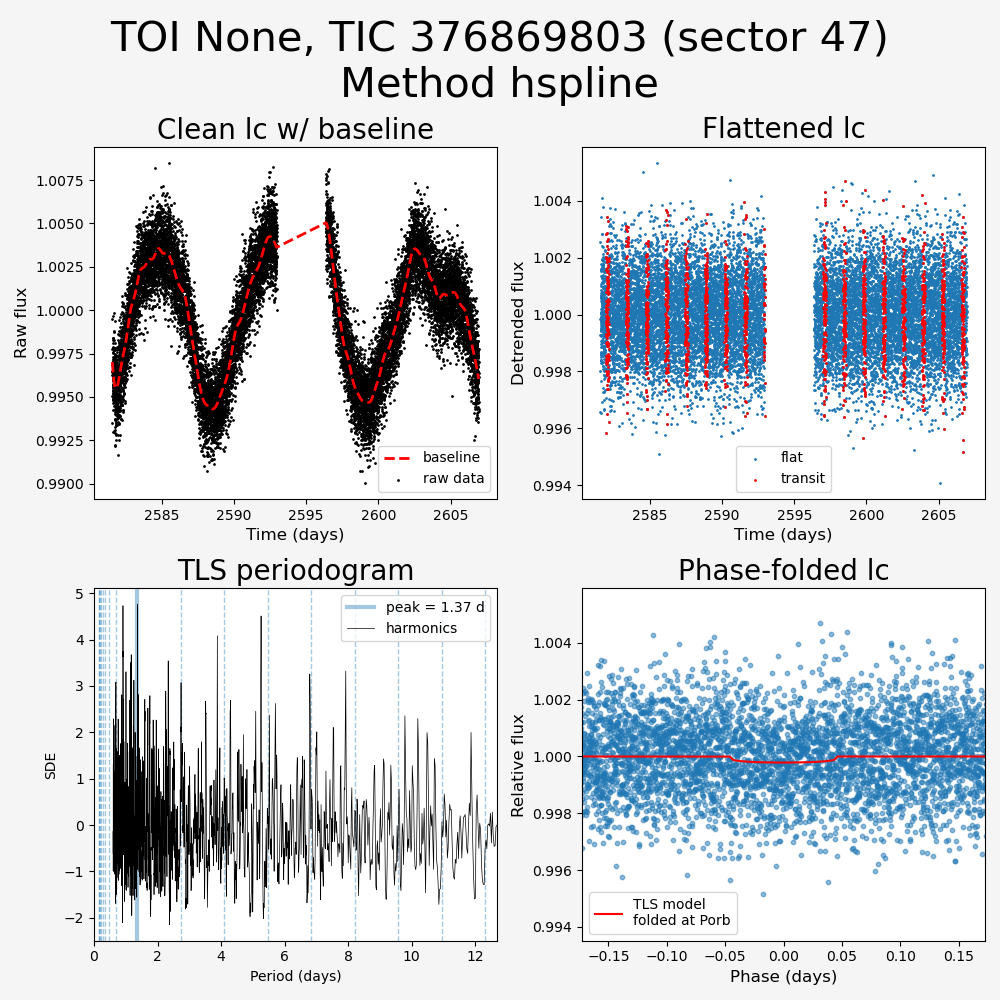 TOI None, TIC 376869803 (sector 47)
Method hspline
Clean lc w/ baseline
Raw flux
1.0075
1.0050
1.0025
1.0000
0.9975
0.9950
0.9925
0.9900
baseline
raw data
2585
2590
2595
2600
2605
Time (days)
Flattened lc
Detrended flux
1.004
1.002
1.000
0.998
0.996
0.994
flat
transit
2585
2590
2595
2600
2605
Time (days)
TLS periodogram
SDE
5
4
3
2
1
0
−1
−2
peak = 1.37 d
harmonics
0
2
4
6
8
10
12
Period (days)
Phase-folded lc
Relative flux
1.004
1.002
1.000
0.998
0.996
0.994
TLS model
folded at Porb
−0.15
−0.10
−0.05
0.00
0.05
0.10
0.15
Phase (days)